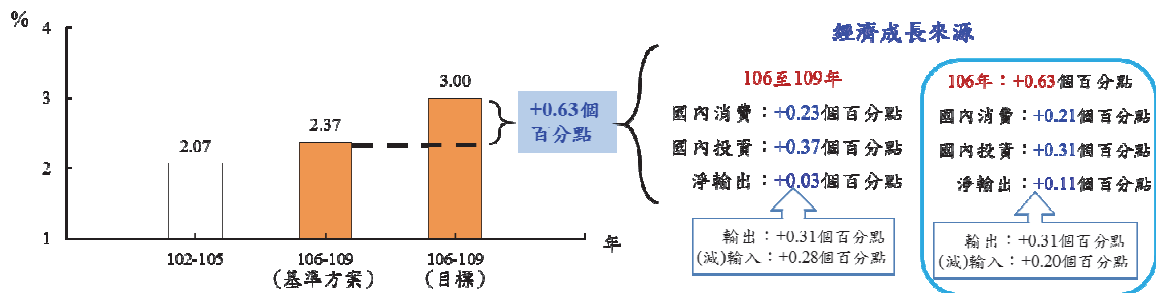 %
4
3
2
1
2.07
2.37
3.00
102-105
106-109
(基準方案)
106-109
(目標)
年
+0.63個
百分點
經濟成長來源
106至109年
國內消費：+0.23個百分點
國內投資：+0.37個百分點
淨輸出：+0.03個百分點
輸出：+0.31個百分點
(減)輸入：+0.28個百分點
106年：+0.63個百分點
國內消費：+0.21個百分點
國內投資：+0.31個百分點
淨輸出：+0.11個百分點
輸出：+0.31個百分點
(減)輸入：+0.20個百分點